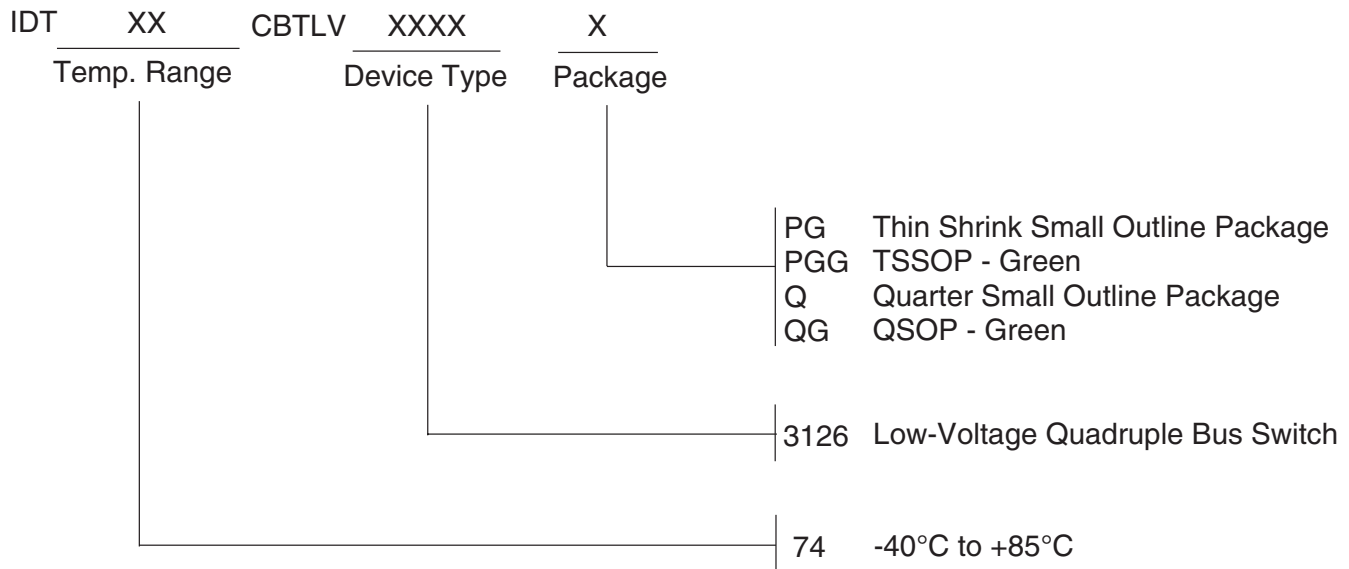 IDT XX CBTLV XXXX X
Temp. Range Device Type Package
PG Thin Shrink Small Outline Package
PGG TSSOP - Green
Q Quarter Small Outline Package
QG QSOP - Green
3126 Low-Voltage Quadruple Bus Switch
74 -40°C to +85°C